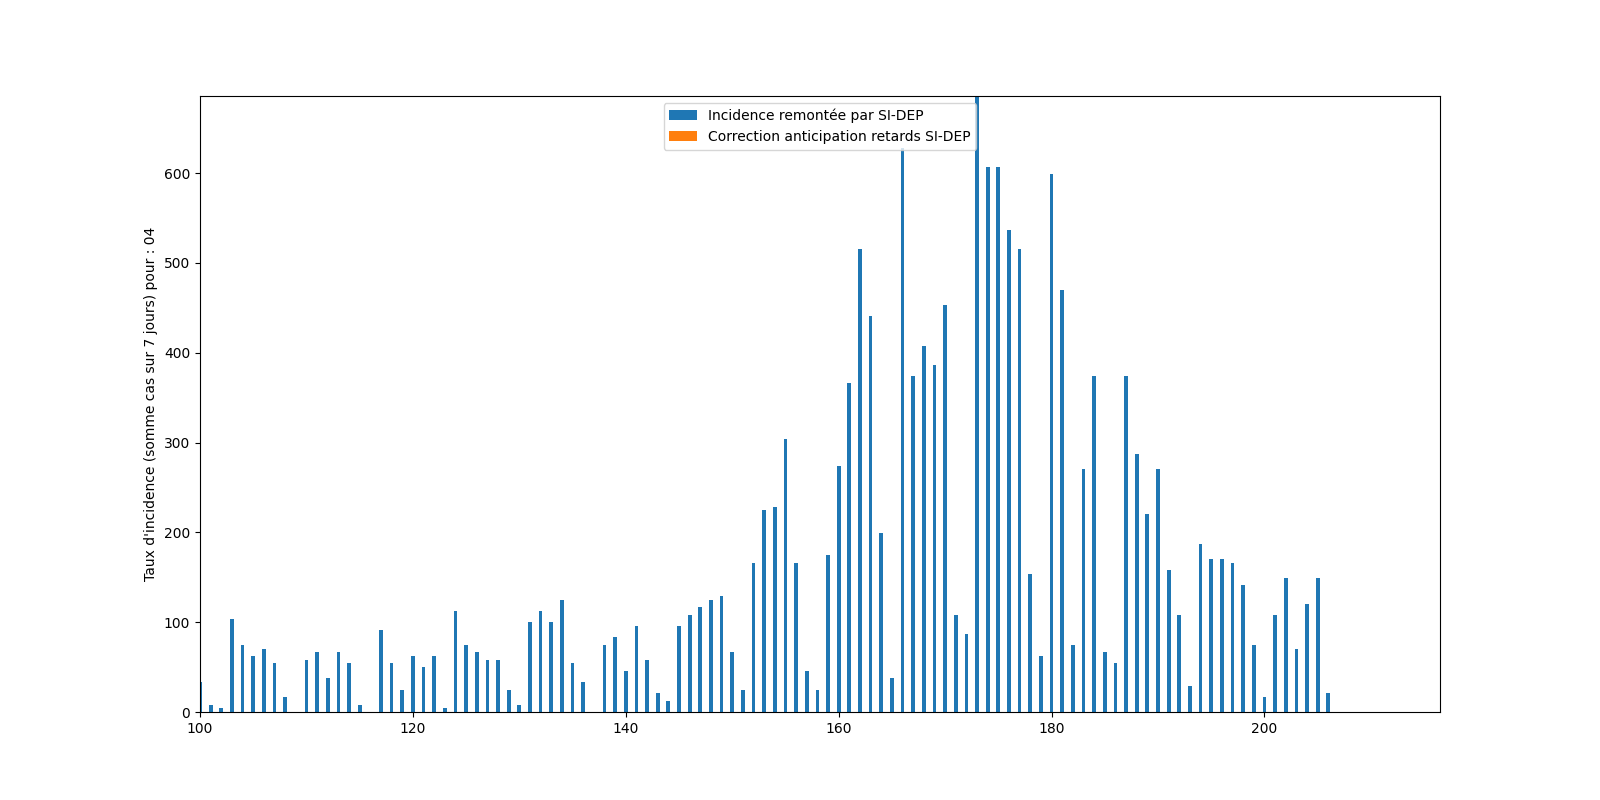 Incidence remontée par SI-DEP
Correction anticipation retards SI-DEP
Taux d'incidence (somme cas sur 7 jours) pour : 04
600
500
400
300
200
100
0
100 120 140 160 180 200